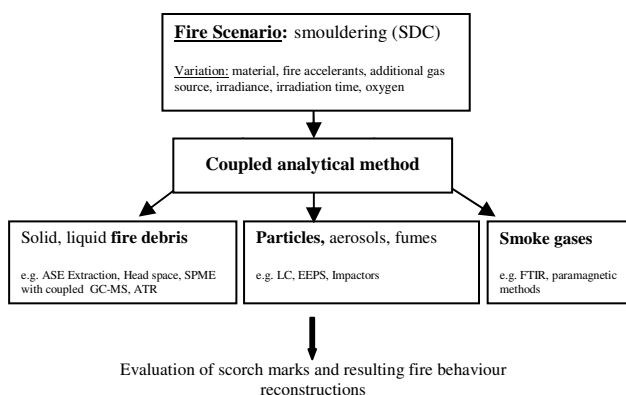 Fire Scenario: smouldering (SDC)
Variation: material, fire accelerants, additional gas
source, irradiance, irradiation time, oxygen
Coupled analytical method
Solid, liquid fire debris
e.g. ASE Extraction, Head space, SPME
with coupled GC-MS, ATR
Particles, aerosols, fumes
e.g. LC, EEPS, Impactors
Smoke gases
e.g. FTIR, paramagnetic
methods
Evaluation of scorch marks and resulting fire behaviour
reconstructions